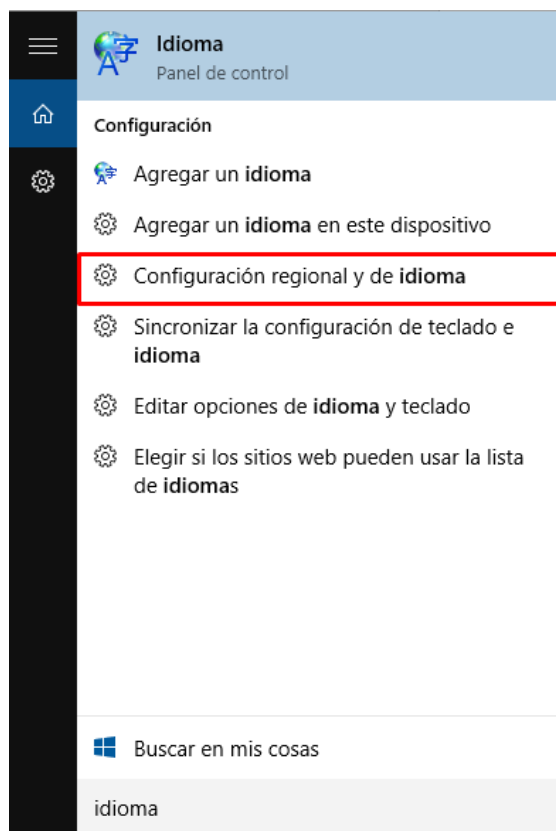 Idioma
Panel de control
Configuración
Agregar un idioma
Agregar un idioma en este dispositivo
Configuración regional y de idioma
Sincronizar la configuración de teclado e
idioma
Editar opciones de idioma y teclado
Elegir si los sitios web pueden usar la lista
de idiomas
Buscar en mis cosas
idioma